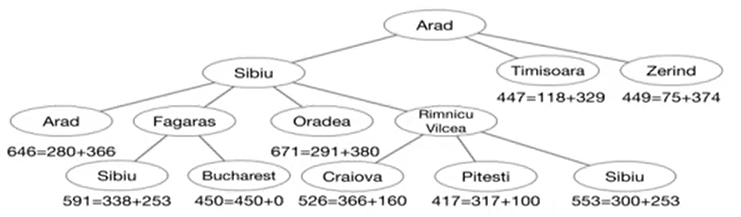 Arad
Sibiu
Timisoara
Zerind
447=118+329
449=75+374
Arad
Fagaras
Oradea
Rimnicu
Vilcea
646=280+366
671=291+380
Sibiu
Bucharest
Craiova
Pitesti
Sibiu
591=338+253
450=450+0
526=366+160
417=317+100
553=300+253